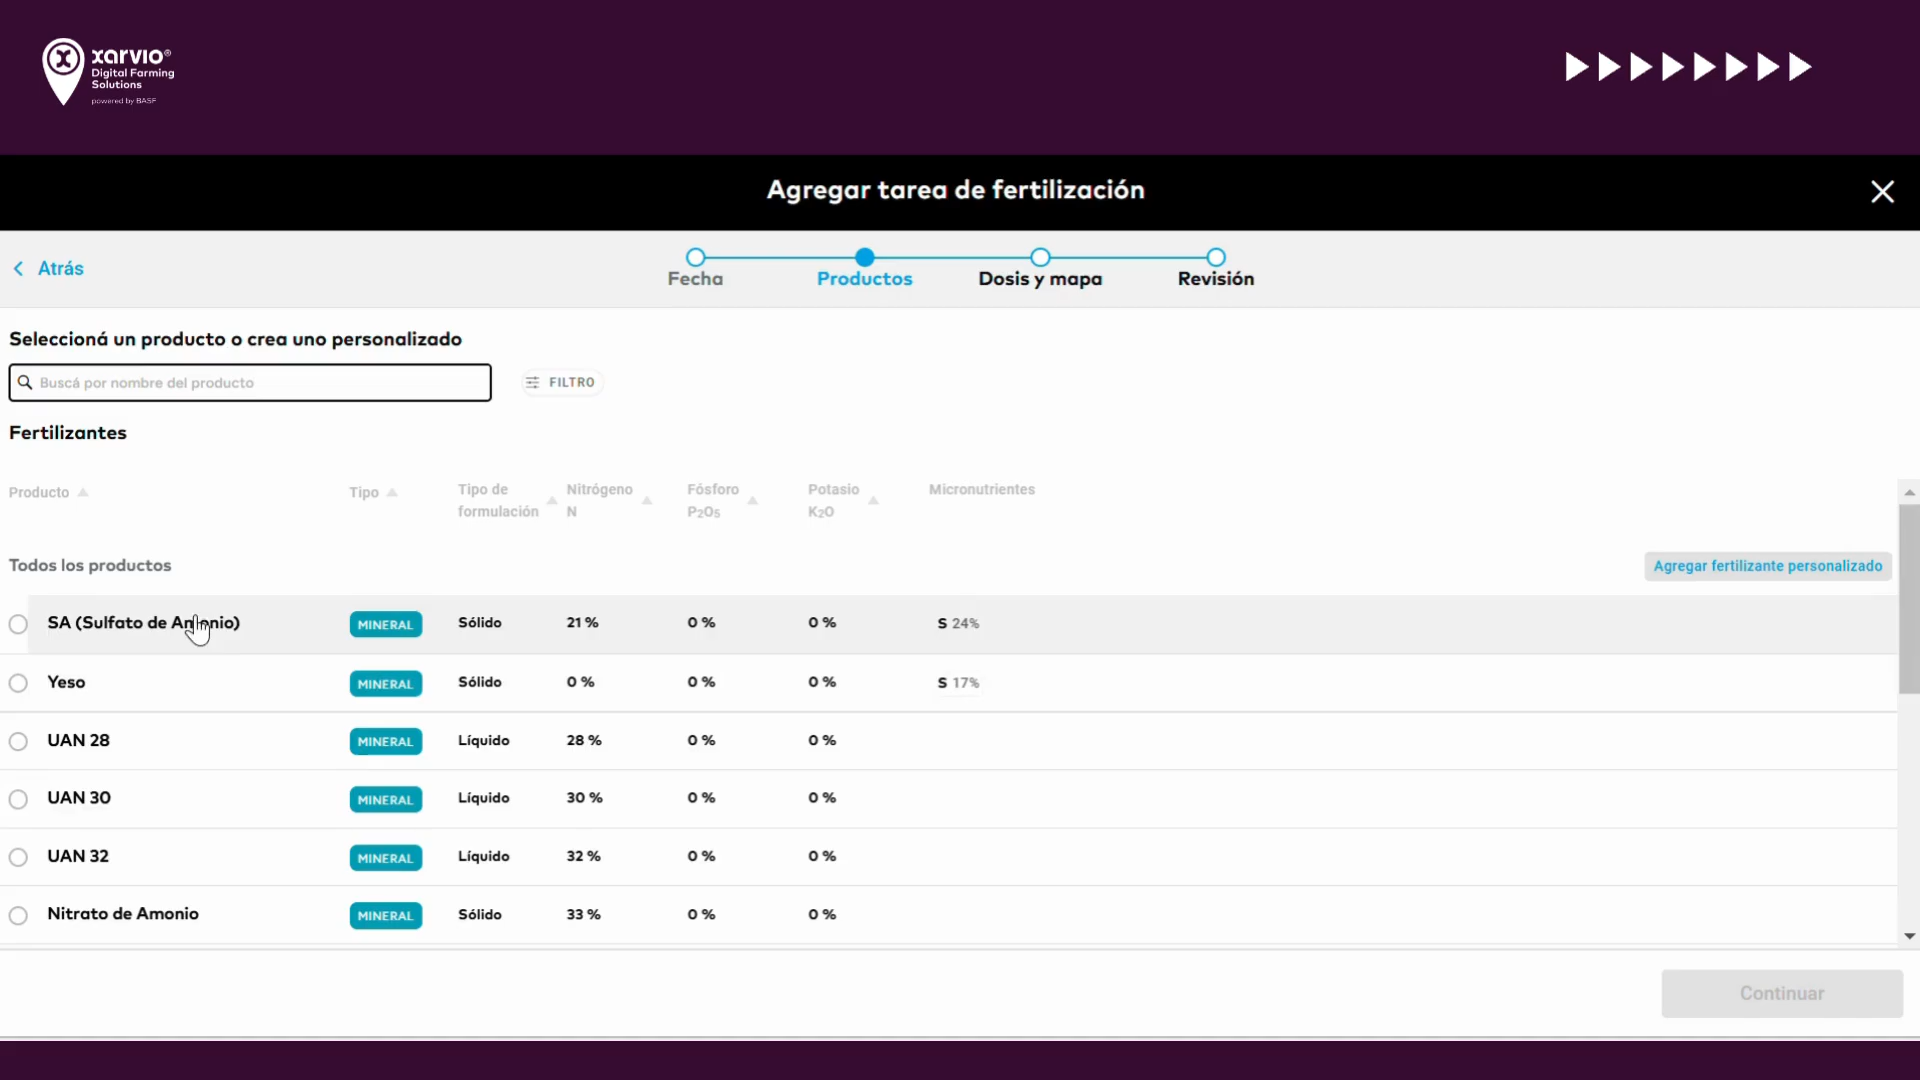 xarvio®
Digital Farming
Solutions
powered by BASF
Agregar tarea de fertilización
Atrás
Fecha
Productos
Dosis y mapa
Revisión
Seleccioná un producto o crea uno personalizado
Buscá por nombre del producto
FILTRO
Fertilizantes
Producto Tipo Tipo de formulación Nitrógeno N Fósforo P₂O₅ Potasio K₂O Micronutrientes
Todos los productos
Agregar fertilizante personalizado
SA (Sulfato de Amonio) MINERAL Sólido 21 % 0 % 0 % S 24%
Yeso MINERAL Sólido 0 % 0 % 0 % S 17%
UAN 28 MINERAL Líquido 28 % 0 % 0 %
UAN 30 MINERAL Líquido 30 % 0 % 0 %
UAN 32 MINERAL Líquido 32 % 0 % 0 %
Nitrato de Amonio MINERAL Sólido 33 % 0 % 0 %
Continuar